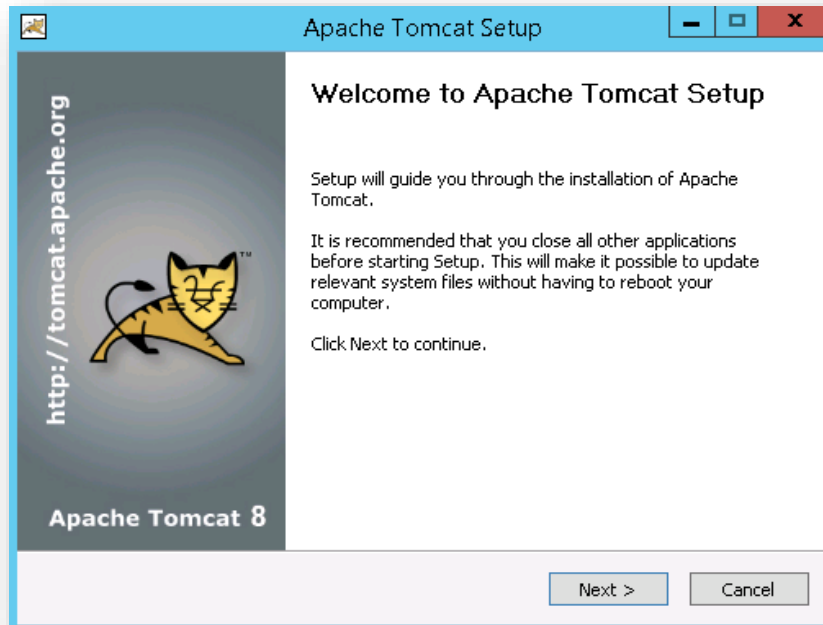 Apache Tomcat Setup
http://tomcat.apache.org
TM
Apache Tomcat 8
Welcome to Apache Tomcat Setup
Setup will guide you through the installation of Apache
Tomcat.
It is recommended that you close all other applications
before starting Setup. This will make it possible to update
relevant system files without having to reboot your
computer.
Click Next to continue.
Next >
Cancel